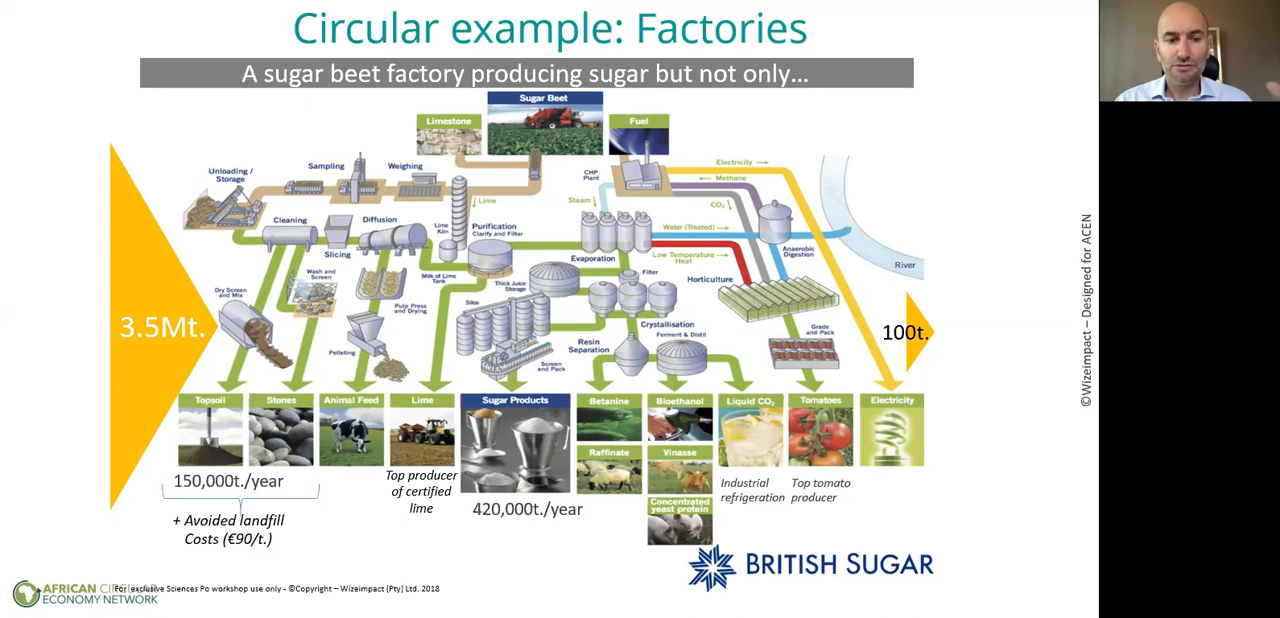 Circular example: Factories
A sugar beet factory producing sugar but not only…
Sugar Beet
Limestone
Fuel
Unloading /
Storage
Sampling
Weighing
CHP
Plant
Electricity
Methane
CO₂
Lime
Steam
Cleaning
Slicing
Diffusion
Lime
Kiln
Purification
Clarify and Filter
Water (Treated)
Evaporation
Low Temperature
Heat
Anaerobic
Digestion
River
Wash and
Screen
Milk of Lime
Tank
Thick Juice
Storage
Filter
Horticulture
Dry Screen
and Mix
Pulp Press
and Drying
Silos
3.5Mt.
Pelleting
Crystallisation
Ferment & Distil
Resin
Separation
Screen
and Pack
Grade
and Pack
100t.
Topsoil
Stones
Animal Feed
Lime
Sugar Products
Betanine
Bioethanol
Liquid CO₂
Tomatoes
Electricity
Raffinate
Vinasse
Concentrated
yeast protein
150,000t./year
+ Avoided landfill
Costs (€90/t.)
Top producer
of certified
lime
420,000t./year
Industrial
refrigeration
Top tomato
producer
BRITISH SUGAR
AFRICAN CIRCULAR
ECONOMY NETWORK
For exclusive Sciences Po workshop use only - ©Copyright – Wizeimpact (Pty) Ltd. 2018
©Wizeimpact – Designed for ACEN